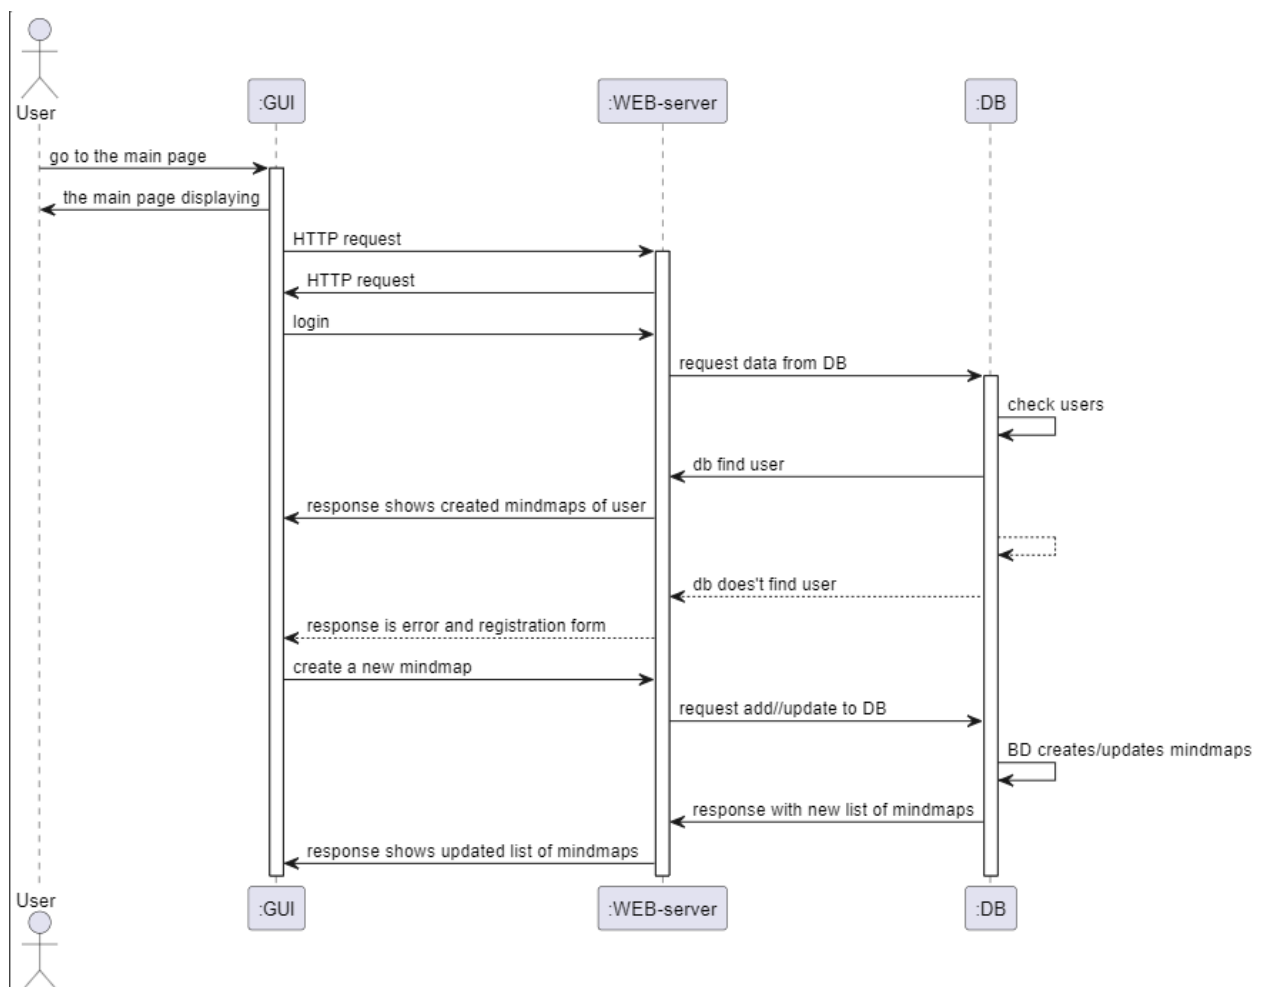 User
:GUI
:WEB-server
:DB
go to the main page
the main page displaying
HTTP request
HTTP request
login
request data from DB
check users
db find user
response shows created mindmaps of user
db does't find user
response is error and registration form
create a new mindmap
request add//update to DB
BD creates/updates mindmaps
response with new list of mindmaps
response shows updated list of mindmaps
User
:GUI
:WEB-server
:DB